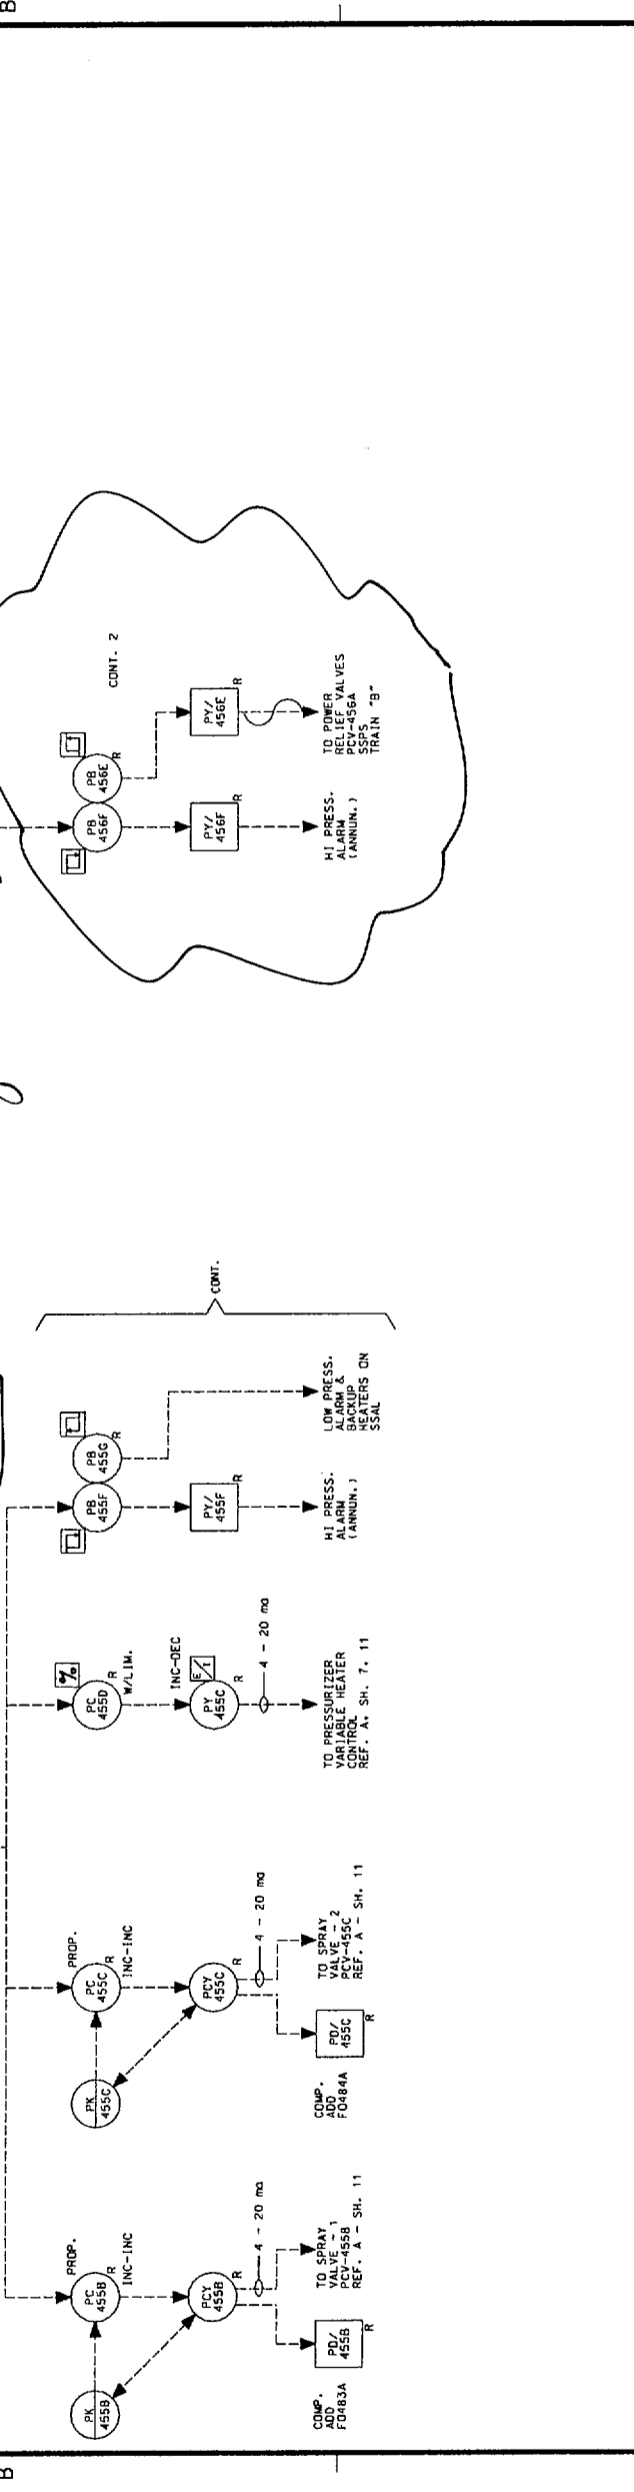 B
B
PK
455B
PC
455B
PROP.
R
INC-INC
PCY
455B
R
4 - 20 ma
COMP.
ADD
F0483A
PD/
455B
R
TO SPRAY
VALVE - 1
PCV-455B
REF. A - SH. 11
PK
455C
PC
455C
PROP.
R
INC-INC
PCY
455C
R
4 - 20 ma
COMP.
ADD
F0484A
PD/
455C
R
TO SPRAY
VALVE - 2
PCV-455C
REF. A - SH. 11
PC
455D
%
R
W/LIM.
INC-DEC
PY
455C
E/I
R
4 - 20 ma
TO PRESSURIZER
VARIABLE HEATER
CONTROL
REF. A. SH. 7, 11
PB
455F
PB
455G
R
PY/
455F
R
HI PRESS.
ALARM
(ANNUN.)
LOW PRESS.
ALARM &
BACKUP
HEATERS ON
SSAL
CONT.
PB
456F
PB
456E
R
CONT. 2
PY/
456F
R
PY/
456E
R
HI PRESS.
ALARM
(ANNUN.)
TO POWER
RELIEF VALVES
PCV-456A
SSPS
TRAIN "B"